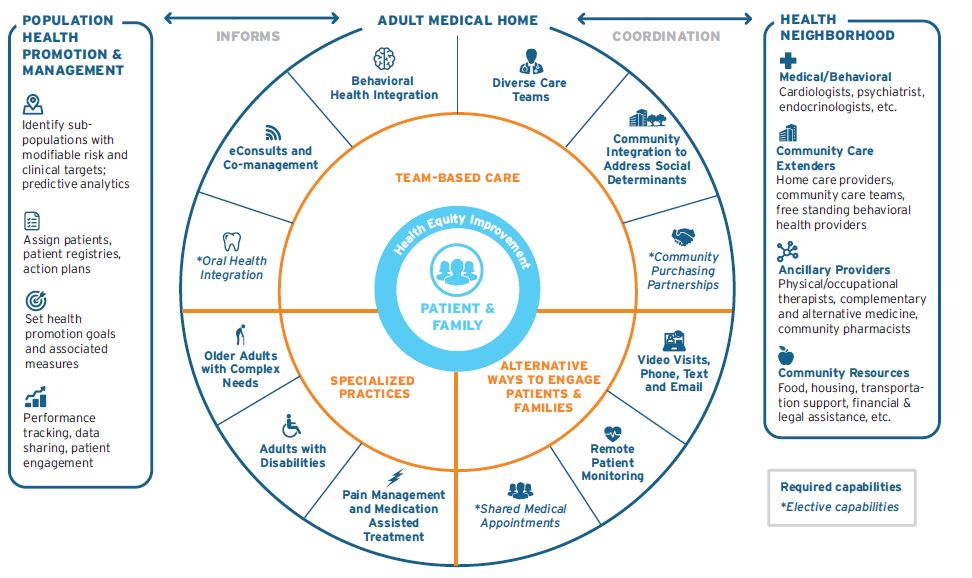 POPULATION
HEALTH
PROMOTION &
MANAGEMENT
Identify sub-
populations with
modifiable risk and
clinical targets;
predictive analytics
Assign patients,
patient registries,
action plans
Set health
promotion goals
and associated
measures
Performance
tracking, data
sharing, patient
engagement
INFORMS
ADULT MEDICAL HOME
COORDINATION
Behavioral
Health Integration
Diverse Care
Teams
eConsults and
Co-management
Community
Integration to
Address Social
Determinants
*Oral Health
Integration
*Community
Purchasing
Partnerships
TEAM-BASED CARE
Health Equity Improvement
PATIENT &
FAMILY
Older Adults
with Complex
Needs
Adults with
Disabilities
Pain Management
and Medication
Assisted
Treatment
SPECIALIZED
PRACTICES
ALTERNATIVE
WAYS TO ENGAGE
PATIENTS &
FAMILIES
Video Visits,
Phone, Text
and Email
Remote
Patient
Monitoring
*Shared Medical
Appointments
HEALTH
NEIGHBORHOOD
Medical/Behavioral
Cardiologists, psychiatrist,
endocrinologists, etc.
Community Care
Extenders
Home care providers,
community care teams,
free standing behavioral
health providers
Ancillary Providers
Physical/occupational
therapists, complementary
and alternative medicine,
community pharmacists
Community Resources
Food, housing, transporta-
tion support, financial &
legal assistance, etc.
Required capabilities
*Elective capabilities